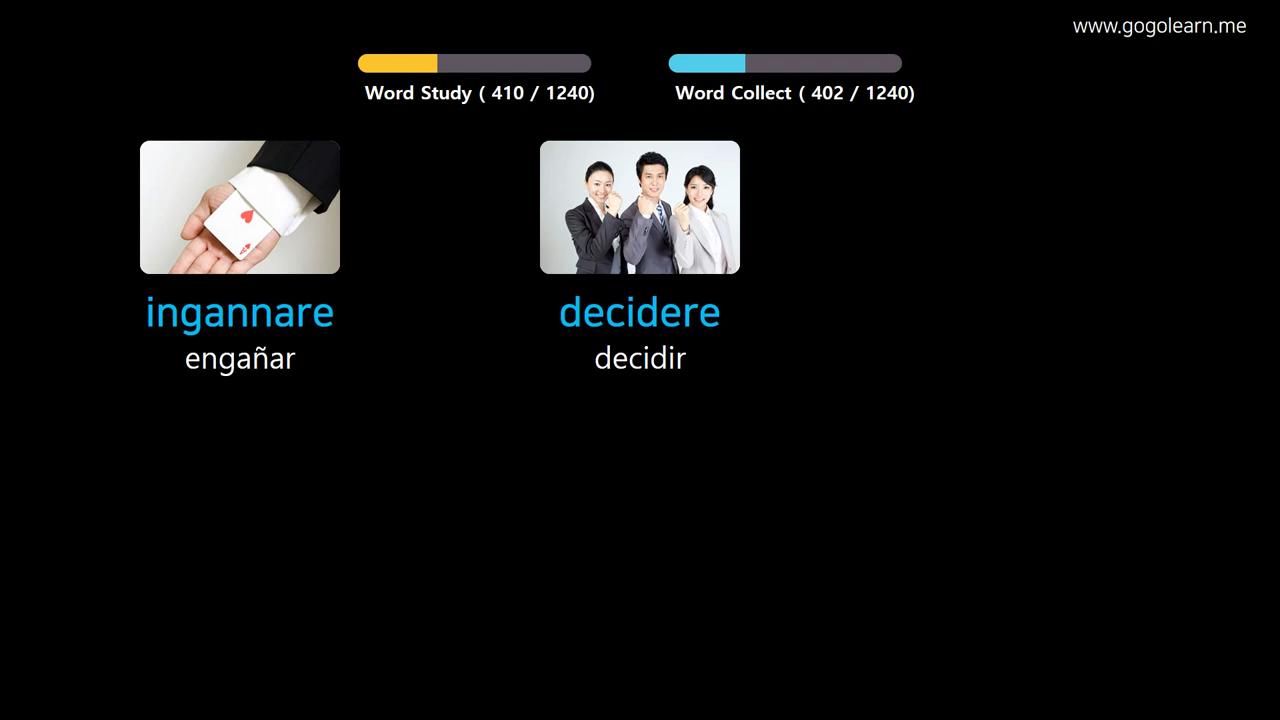 www.gogolearn.me
Word Study ( 410 / 1240)
Word Collect ( 402 / 1240)
ingannare
engañar
decidere
decidir